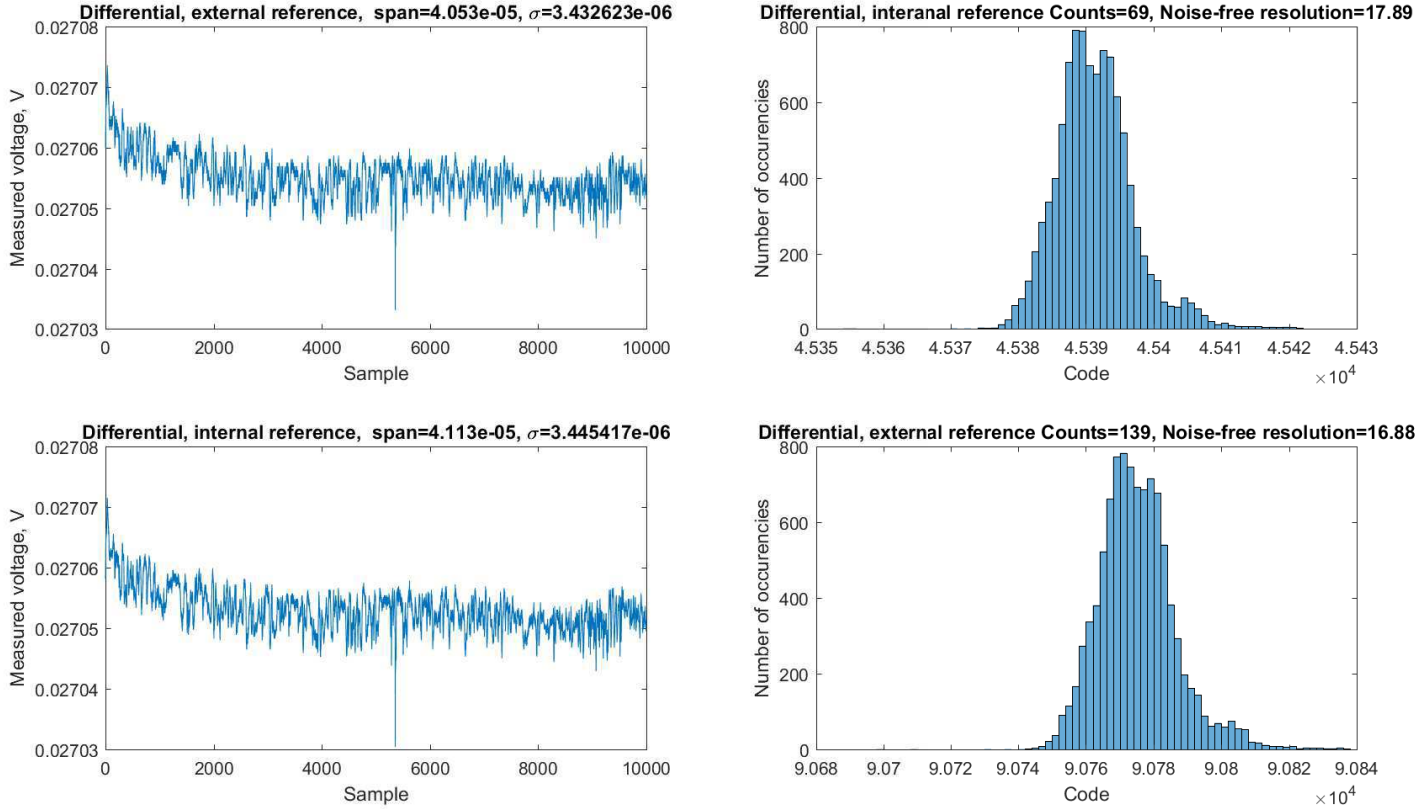 Differential, external reference,  span=4.053e-05, σ=3.432623e-06
0.02708
0.02707
0.02706
0.02705
0.02704
0.02703
Measured voltage, V
0 2000 4000 6000 8000 10000
Sample
Differential, interanal reference Counts=69, Noise-free resolution=17.89
800
600
400
200
0
Number of occurencies
4.535 4.536 4.537 4.538 4.539 4.54 4.541 4.542 4.543
Code
×10⁴
Differential, internal reference,  span=4.113e-05, σ=3.445417e-06
0.02708
0.02707
0.02706
0.02705
0.02704
0.02703
Measured voltage, V
0 2000 4000 6000 8000 10000
Sample
Differential, external reference Counts=139, Noise-free resolution=16.88
800
600
400
200
0
Number of occurencies
9.068 9.07 9.072 9.074 9.076 9.078 9.08 9.082 9.084
Code
×10⁴